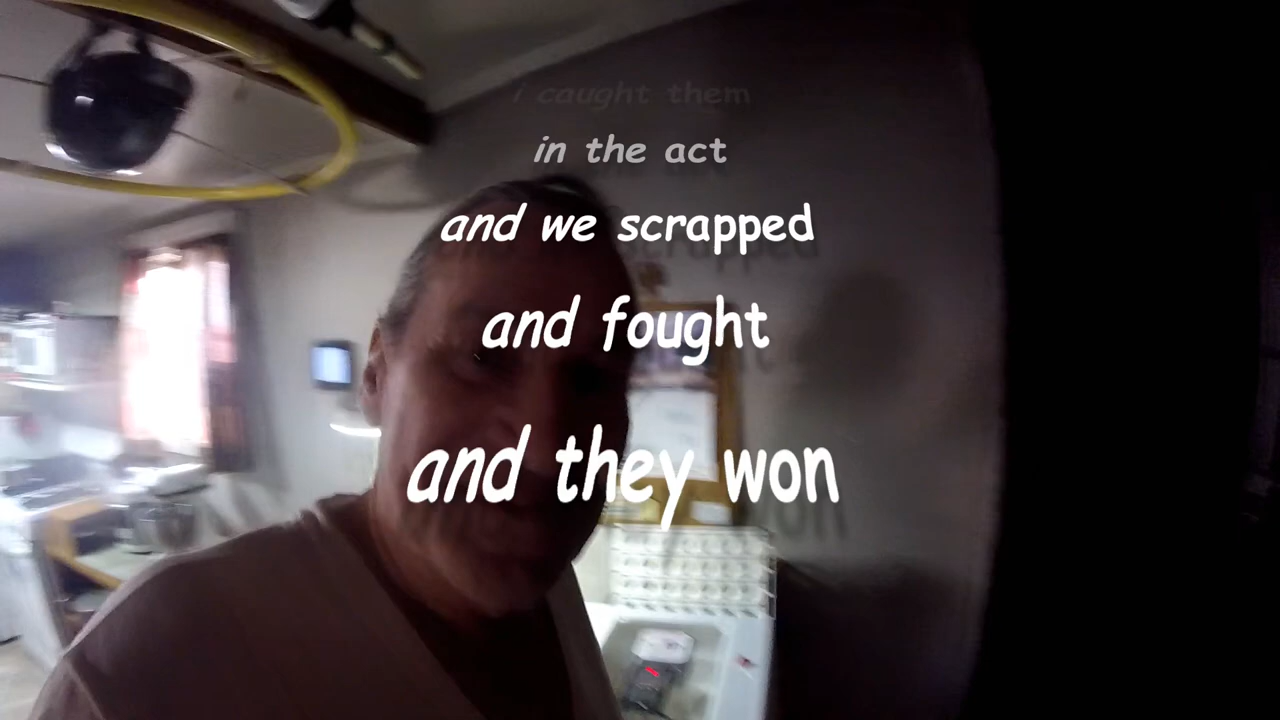 i caught them
in the act
and we scrapped
and fought
and they won